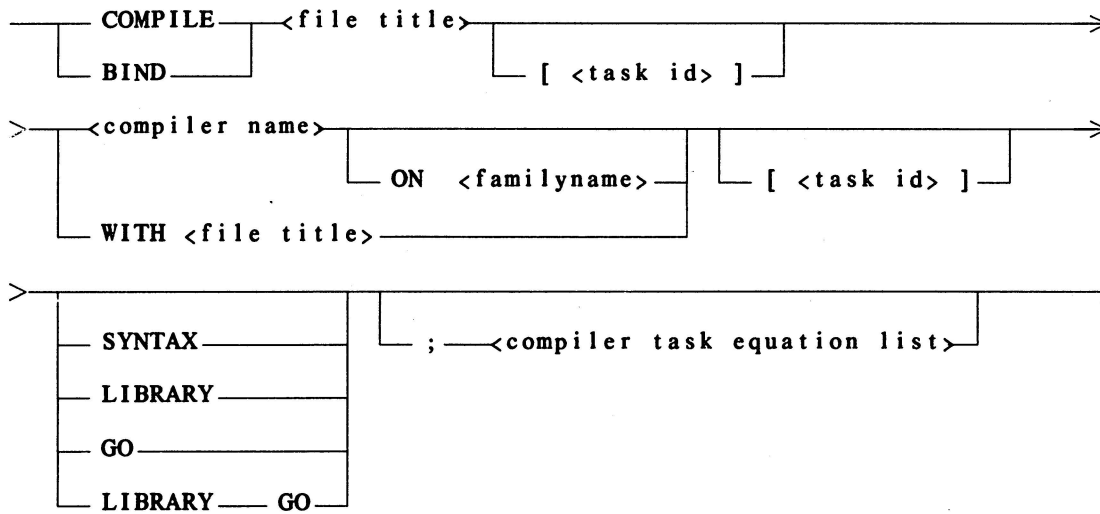 COMPILE <file title>
BIND [ <task id> ]
<compiler name>
ON <familyname> [ <task id> ]
WITH <file title>
SYNTAX ; <compiler task equation list>
LIBRARY
GO
LIBRARY GO